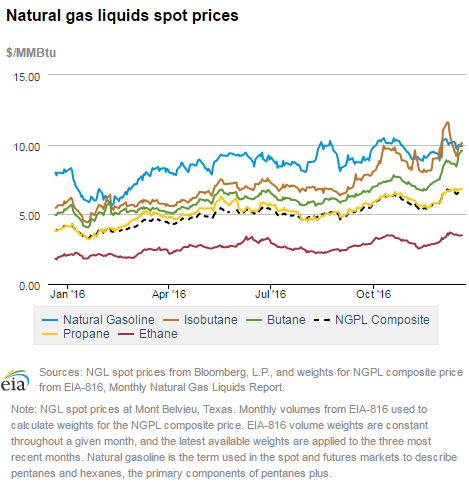 Natural gas liquids spot prices
$/MMBtu
15.00
10.00
5.00
0.00
Jan '16 Apr '16 Jul '16 Oct '16
Natural Gasoline Isobutane Butane NGPL Composite
Propane Ethane
eia
Sources: NGL spot prices from Bloomberg, L.P., and weights for NGPL composite price
from EIA-816, Monthly Natural Gas Liquids Report.
Note: NGL spot prices at Mont Belvieu, Texas. Monthly volumes from EIA-816 used to
calculate weights for the NGPL composite price. EIA-816 volume weights are constant
throughout a given month, and the latest available weights are applied to the three most
recent months. Natural gasoline is the term used in the spot and futures markets to describe
pentanes and hexanes, the primary components of pentanes plus.